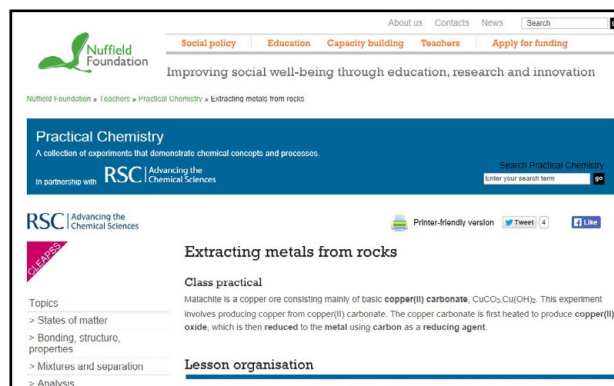 About us Contacts News Search
Nuffield
Foundation
Social policy Education Capacity building Teachers Apply for funding
Improving social well-being through education, research and innovation
Nuffield Foundation » Teachers » Practical Chemistry » Extracting metals from rocks
Practical Chemistry
A collection of experiments that demonstrate chemical concepts and processes.
in partnership with RSC Advancing the
Chemical Sciences
Search Practical Chemistry
Enter your search term go
RSC Advancing the
Chemical Sciences
Printer-friendly version Tweet 4 Like
CLEAPSS
Extracting metals from rocks
Class practical
Malachite is a copper ore consisting mainly of basic copper(II) carbonate, CuCO₃.Cu(OH)₂. This experiment
involves producing copper from copper(II) carbonate. The copper carbonate is first heated to produce copper(II)
oxide, which is then reduced to the metal using carbon as a reducing agent.
Topics
> States of matter
> Bonding, structure,
properties
> Mixtures and separation
> Analysis
Lesson organisation